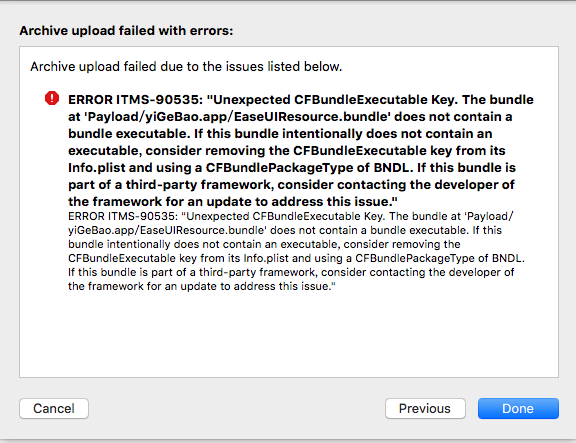 Archive upload failed with errors:
Archive upload failed due to the issues listed below.
ERROR ITMS-90535: "Unexpected CFBundleExecutable Key. The bundle
at 'Payload/yiGeBao.app/EaseUIResource.bundle' does not contain a
bundle executable. If this bundle intentionally does not contain an
executable, consider removing the CFBundleExecutable key from its
Info.plist and using a CFBundlePackageType of BNDL. If this bundle is
part of a third-party framework, consider contacting the developer of
the framework for an update to address this issue."
ERROR ITMS-90535: "Unexpected CFBundleExecutable Key. The bundle at 'Payload/
yiGeBao.app/EaseUIResource.bundle' does not contain a bundle executable. If this
bundle intentionally does not contain an executable, consider removing the
CFBundleExecutable key from its Info.plist and using a CFBundlePackageType of BNDL.
If this bundle is part of a third-party framework, consider contacting the developer of
the framework for an update to address this issue."
Cancel
Previous
Done